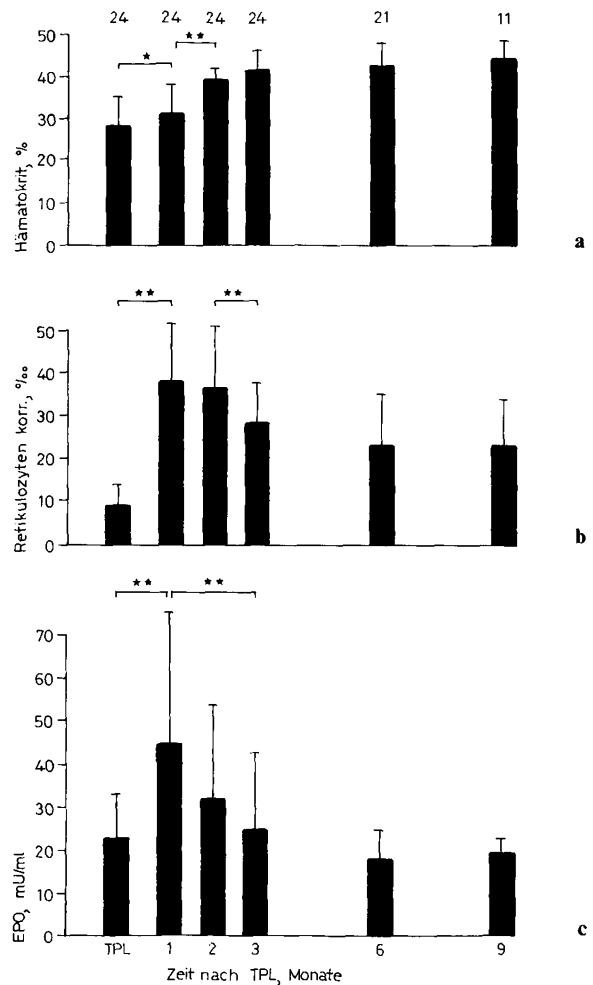 24 24 24 24 21 11
* **
50
40
30
20
10
0
Hämatokrit, %
a
** **
50
40
30
20
10
0
Retikulozyten korr., ‰
b
** **
70
60
50
40
30
20
10
0
EPO, mU/ml
c
TPL 1 2 3 6 9
Zeit nach TPL, Monate